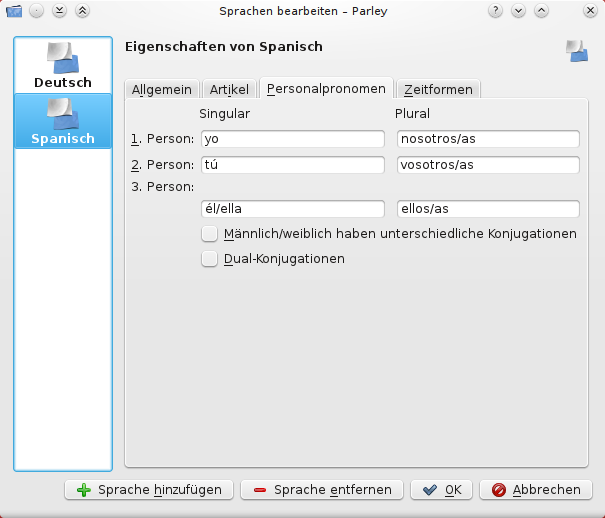 Sprachen bearbeiten – Parley
Deutsch
Spanisch
Eigenschaften von Spanisch
Allgemein Artikel Personalpronomen Zeitformen
Singular Plural
1. Person: yo nosotros/as
2. Person: tú vosotros/as
3. Person:
él/ella ellos/as
Männlich/weiblich haben unterschiedliche Konjugationen
Dual-Konjugationen
Sprache hinzufügen Sprache entfernen OK Abbrechen